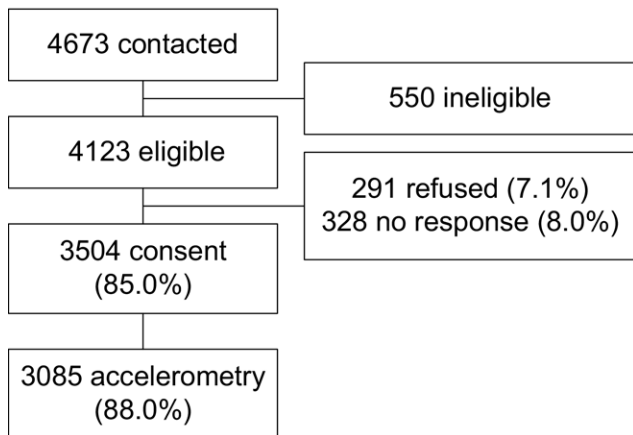 4673 contacted
550 ineligible
4123 eligible
291 refused (7.1%)
328 no response (8.0%)
3504 consent
(85.0%)
3085 accelerometry
(88.0%)